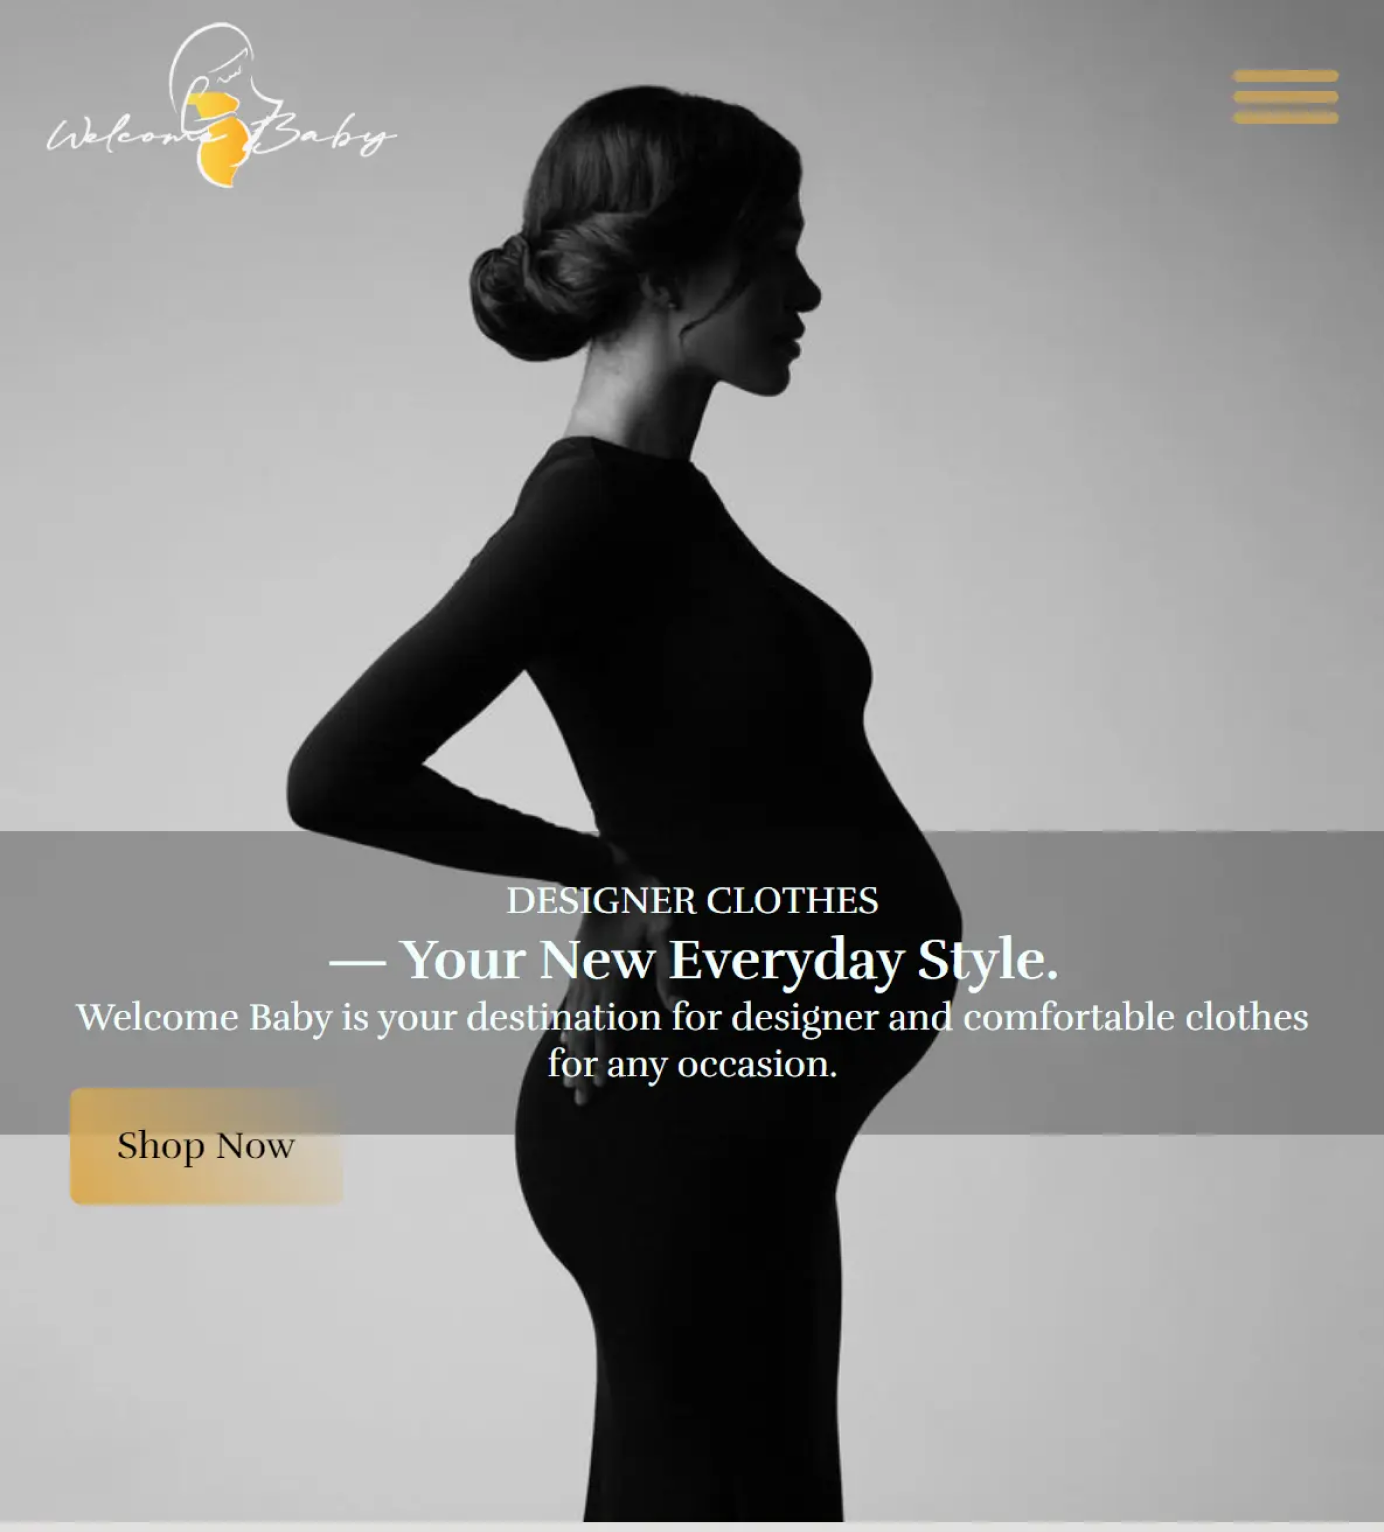 Welcome Baby
DESIGNER CLOTHES
— Your New Everyday Style.
Welcome Baby is your destination for designer and comfortable clothes
for any occasion.
Shop Now